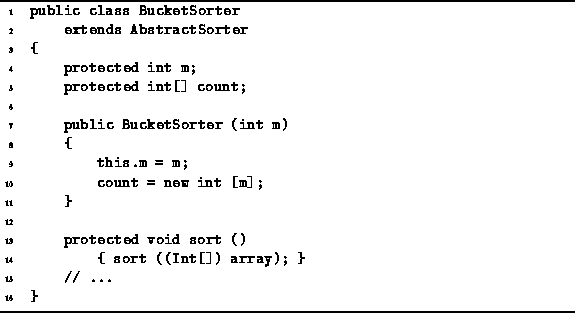 1 public class BucketSorter
2 extends AbstractSorter
3 {
4 protected int m;
5 protected int[] count;
6
7 public BucketSorter (int m)
8 {
9 this.m = m;
10 count = new int [m];
11 }
12
13 protected void sort ()
14 { sort ((Int[]) array); }
15 // ...
16 }